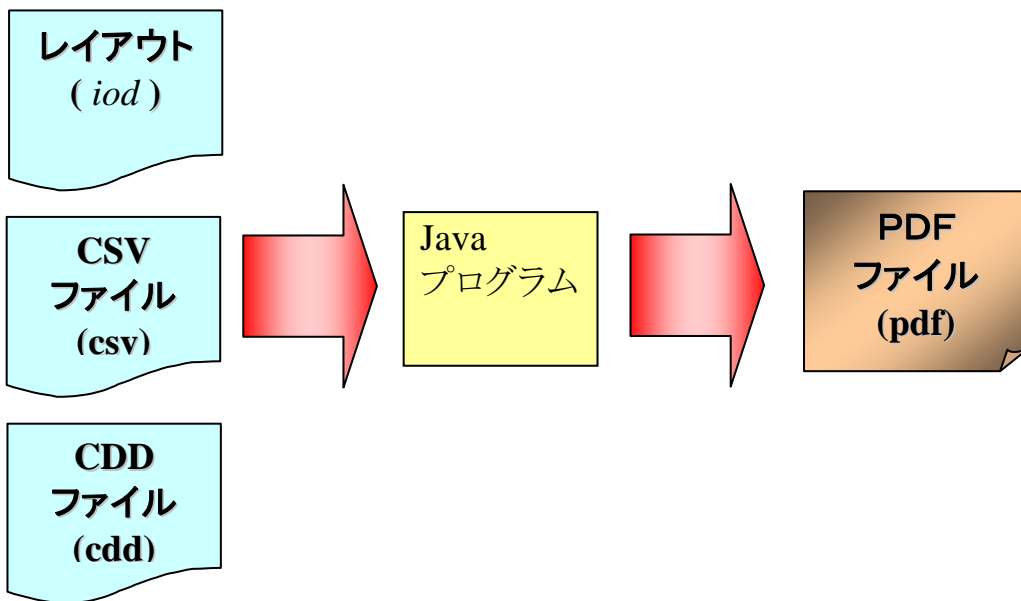 レイアウト
( iod )
CSV
ファイル
(csv)
CDD
ファイル
(cdd)
Java
プログラム
PDF
ファイル
(pdf)